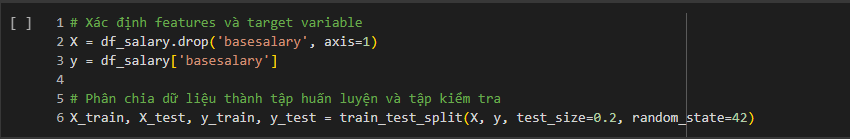 [ ]
1 # Xác định features và target variable
2 X = df_salary.drop('basesalary', axis=1)
3 y = df_salary['basesalary']
4
5 # Phân chia dữ liệu thành tập huấn luyện và tập kiểm tra
6 X_train, X_test, y_train, y_test = train_test_split(X, y, test_size=0.2, random_state=42)